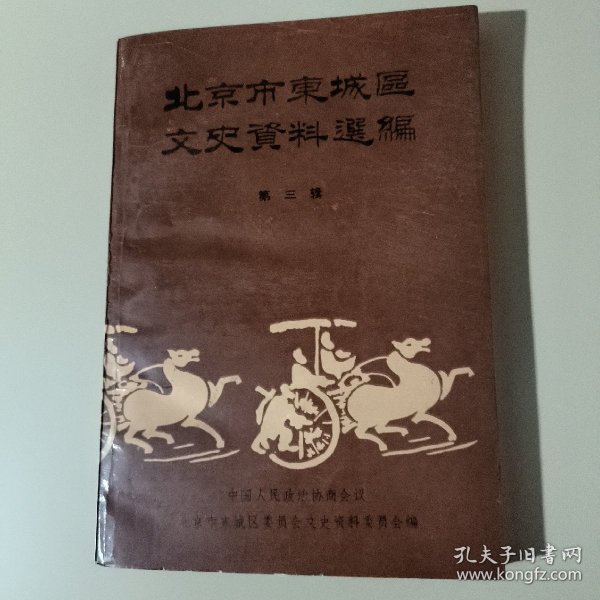 北京市東城區
文史資料選編
第三辑
中国人民政治协商会议
北京市东城区委员会文史资料委员会编
孔夫子旧书网
www.kongfz.com